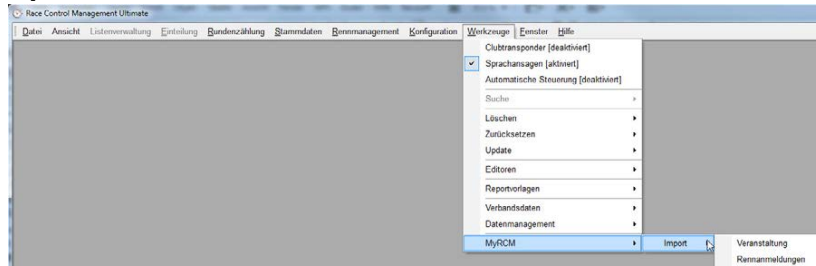 Race Control Management Ultimate
Datei Ansicht Listenverwaltung Einteilung Rundenzählung Stammdaten Rennmanagement Konfiguration Werkzeuge Fenster Hilfe
Clubtransponder [deaktiviert]
Sprachansagen [aktiviert]
Automatische Steuerung [deaktiviert]
Suche
Löschen
Zurücksetzen
Update
Editoren
Reportvorlagen
Verbandsdaten
Datenmanagement
MyRCM Import Veranstaltung
Rennanmeldungen